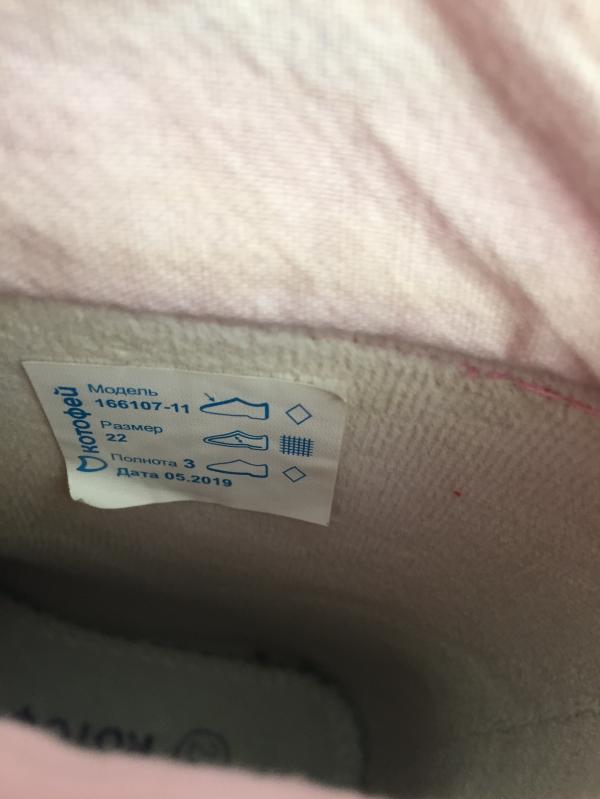 котофей
Модель
166107-11
Размер
22
Полнота 3
Дата 05.2019